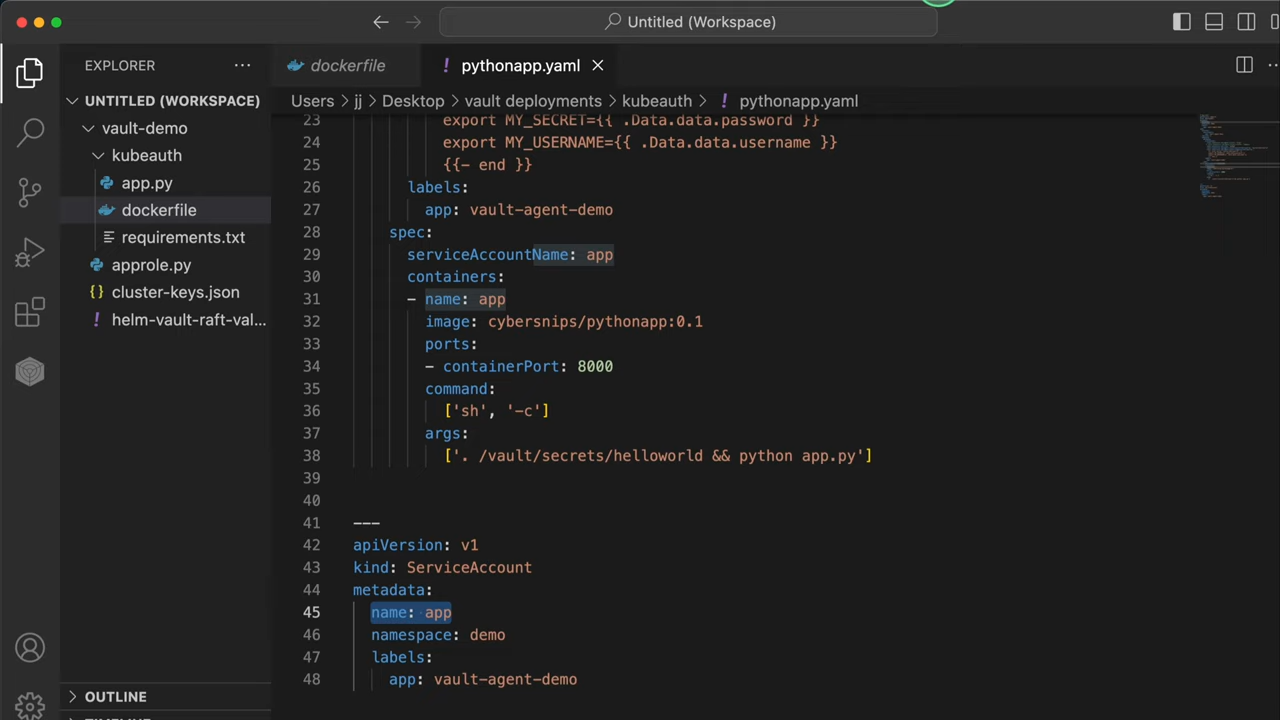 Untitled (Workspace)
EXPLORER
dockerfile
pythonapp.yaml
UNTITLED (WORKSPACE)
Users > jj > Desktop > vault deployments > kubeauth > pythonapp.yaml
vault-demo
kubeauth
app.py
dockerfile
requirements.txt
approle.py
cluster-keys.json
helm-vault-raft-val...
OUTLINE
23 export MY_SECRET={{ .Data.data.password }}
24 export MY_USERNAME={{ .Data.data.username }}
25 {{- end }}
26 labels:
27 app: vault-agent-demo
28 spec:
29 serviceAccountName: app
30 containers:
31 - name: app
32 image: cybersnips/pythonapp:0.1
33 ports:
34 - containerPort: 8000
35 command:
36 ['sh', '-c']
37 args:
38 ['. /vault/secrets/helloworld && python app.py']
39
40
41 ---
42 apiVersion: v1
43 kind: ServiceAccount
44 metadata:
45 name: app
46 namespace: demo
47 labels:
48 app: vault-agent-demo